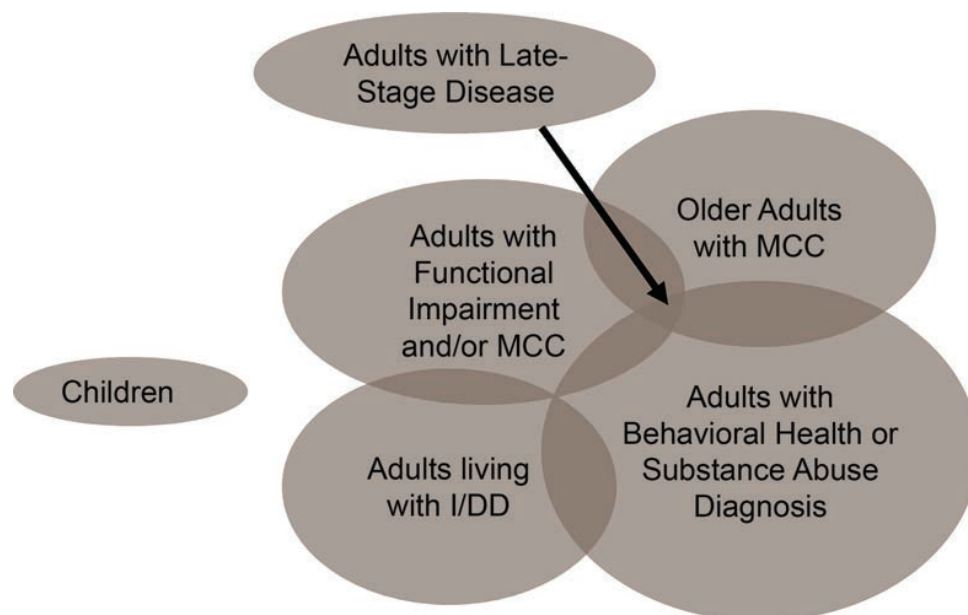 Adults with Late-
Stage Disease
Older Adults
with MCC
Adults with
Functional
Impairment
and/or MCC
Children
Adults with
Behavioral Health or
Substance Abuse
Diagnosis
Adults living
with I/DD